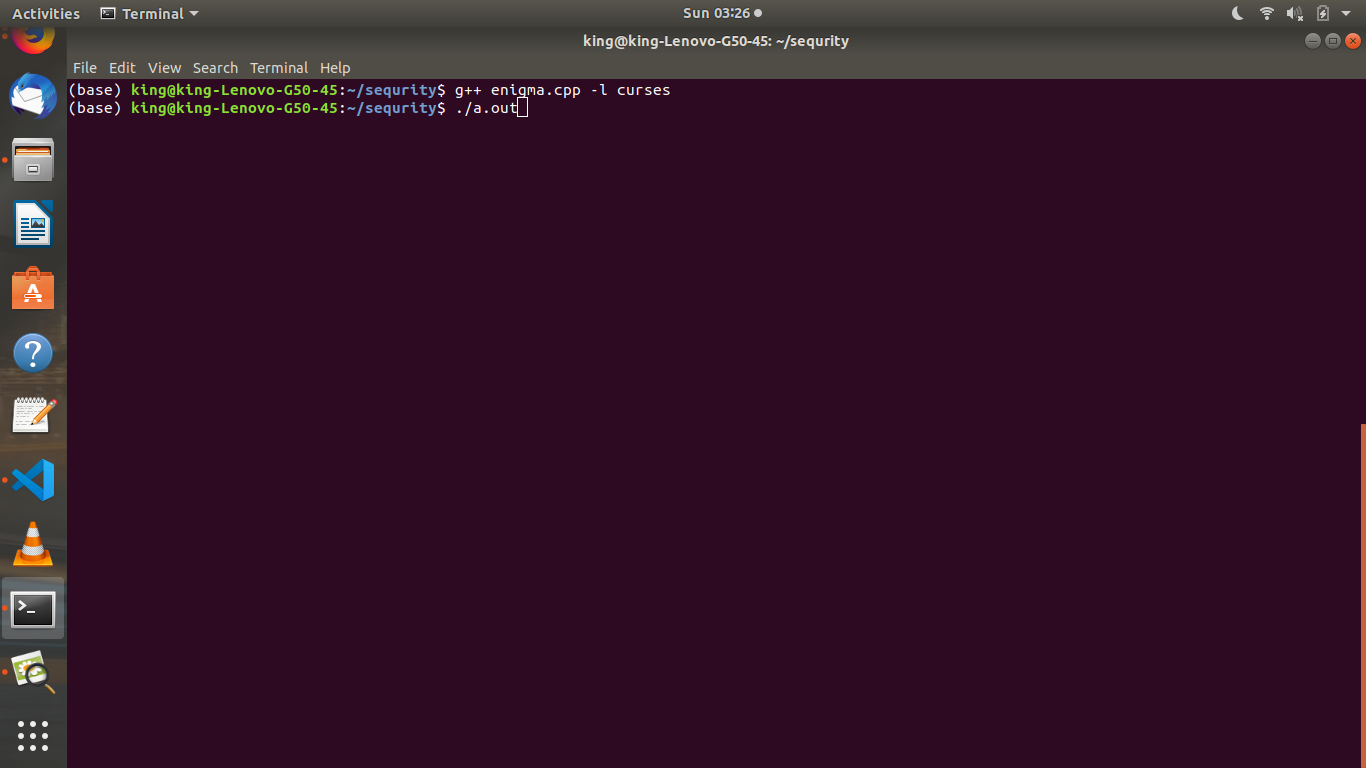 Activities Terminal Sun 03:26
king@king-Lenovo-G50-45: ~/sequrity
File Edit View Search Terminal Help
(base) king@king-Lenovo-G50-45:~/sequrity$ g++ enigma.cpp -l curses
(base) king@king-Lenovo-G50-45:~/sequrity$ ./a.out